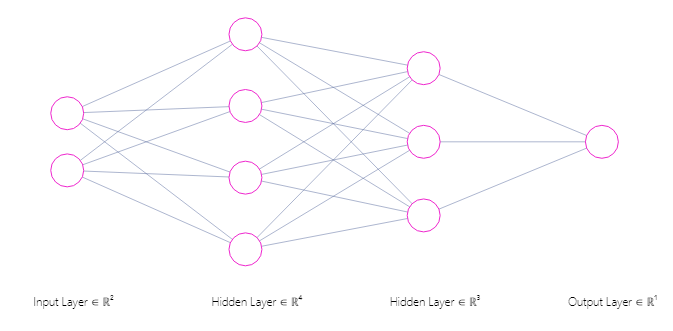 Input Layer ∈ ℝ² Hidden Layer ∈ ℝ⁴ Hidden Layer ∈ ℝ³ Output Layer ∈ ℝ¹